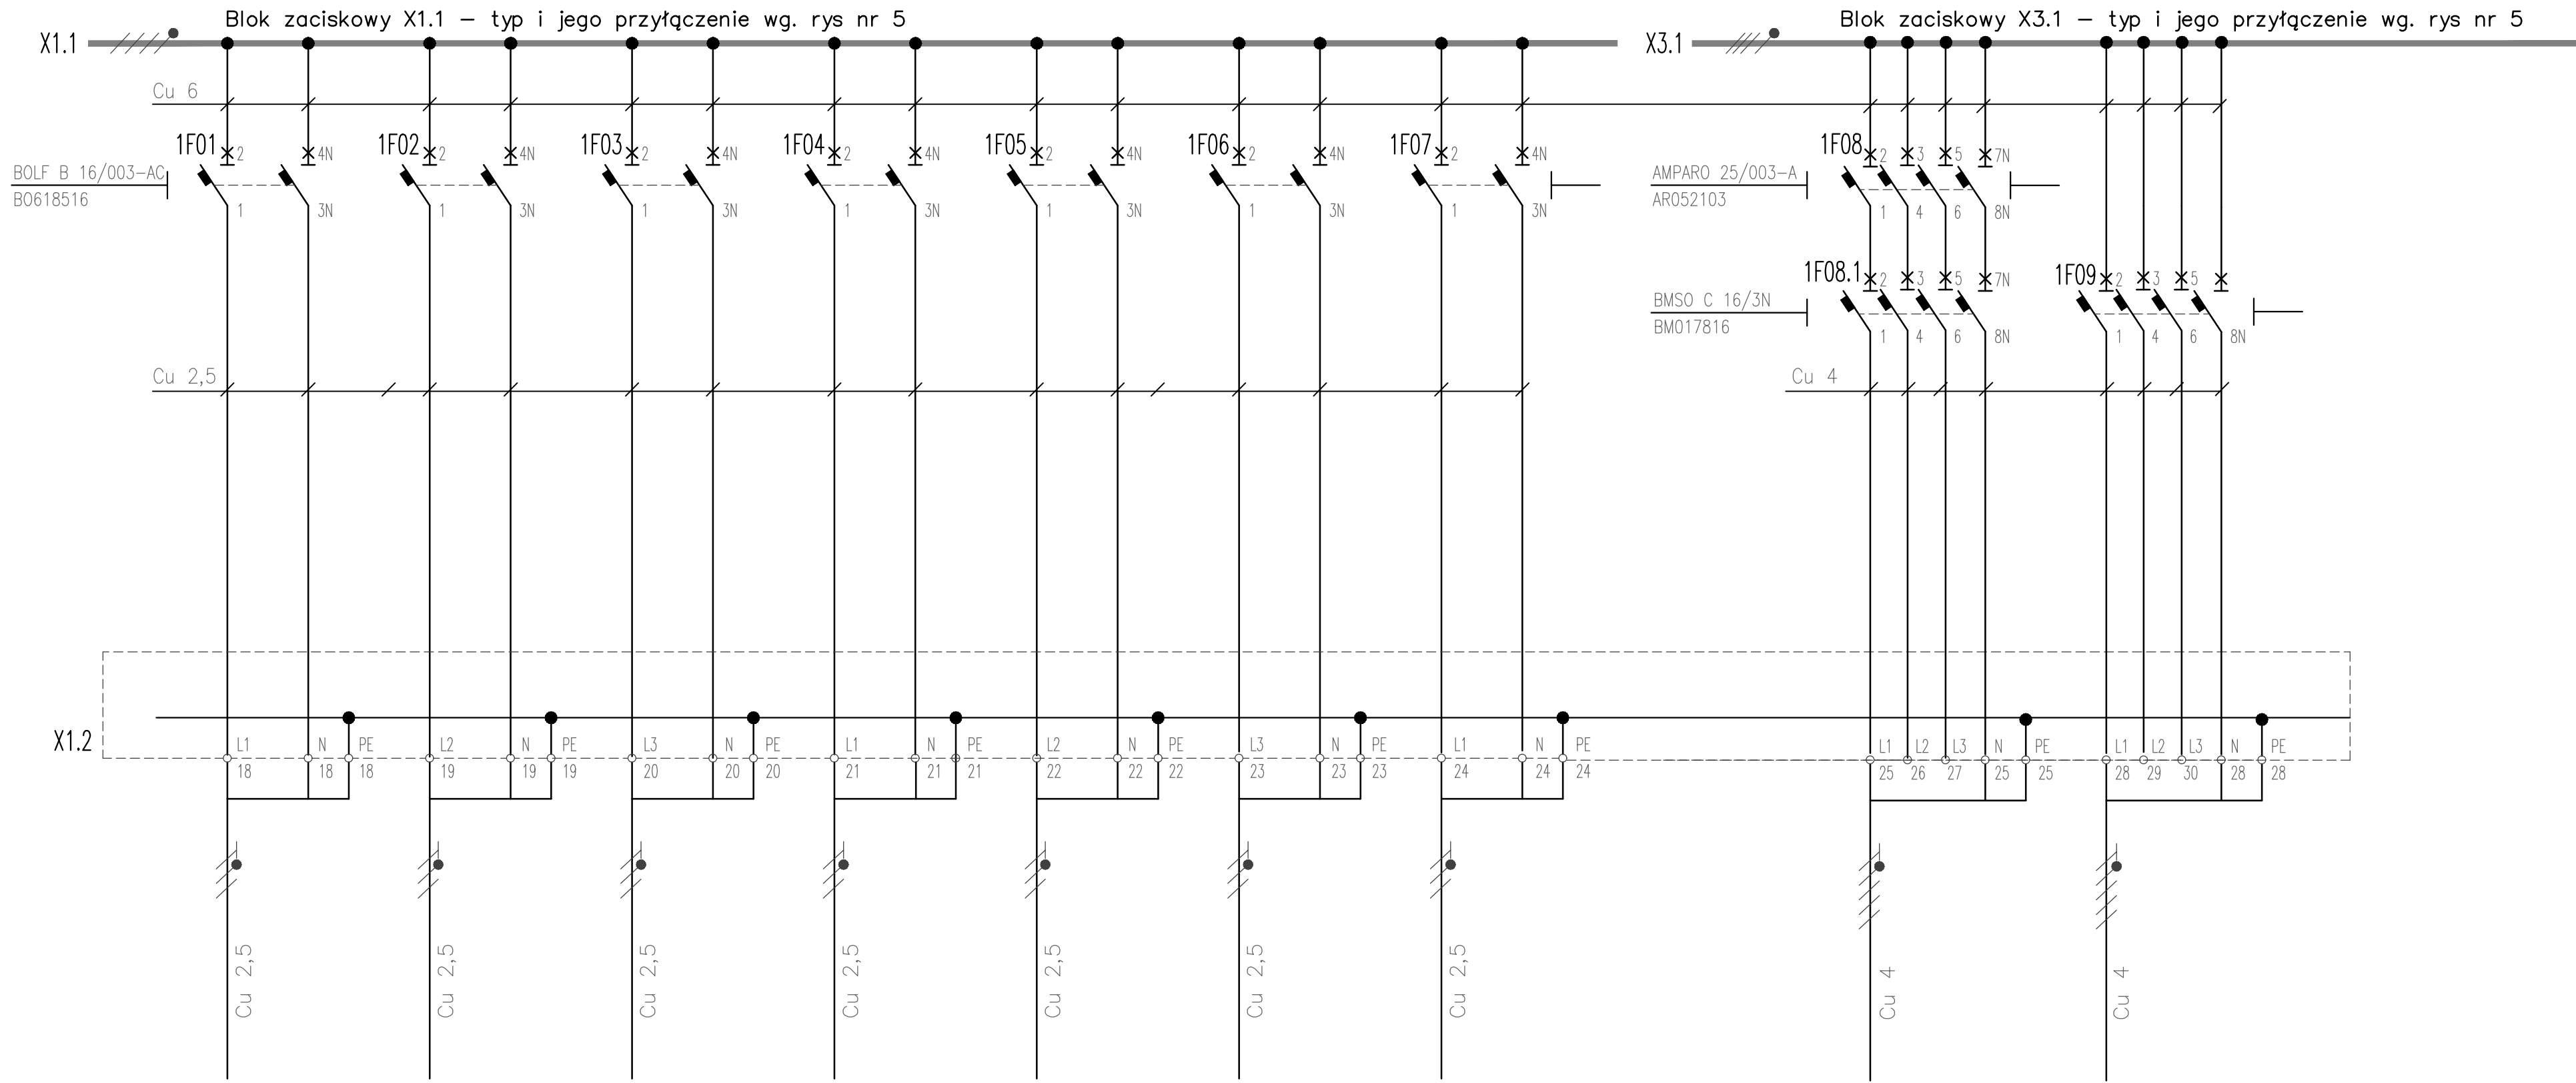 Blok zaciskowy X1.1 – typ i jego przyłączenie wg. rys nr 5
Blok zaciskowy X3.1 – typ i jego przyłączenie wg. rys nr 5
X1.1
X3.1
Cu 6
1F01 2 4N 1F02 2 4N 1F03 2 4N 1F04 2 4N 1F05 2 4N 1F06 2 4N 1F07 2 4N 1F08 2 3 5 7N
BOLF B 16/003-AC
BO618516
AMPARO 25/003-A
AR052103
1 3N 1 3N 1 3N 1 3N 1 3N 1 3N 1 3N 1 4 6 8N
1F08.1 2 3 5 7N 1F09 2 3 5
BMSO C 16/3N
BM017816
1 4 6 8N 1 4 6 8N
Cu 2,5
Cu 4
X1.2
L1 N PE L2 N PE L3 N PE L1 N PE L2 N PE L3 N PE L1 N PE L1 L2 L3 N PE L1 L2 L3 N PE
18 18 18 19 19 19 20 20 20 21 21 21 22 22 22 23 23 23 24 24 24 25 26 27 25 25 28 29 30 28 28
Cu 2,5
Cu 2,5
Cu 2,5
Cu 2,5
Cu 2,5
Cu 2,5
Cu 2,5
Cu 4
Cu 4